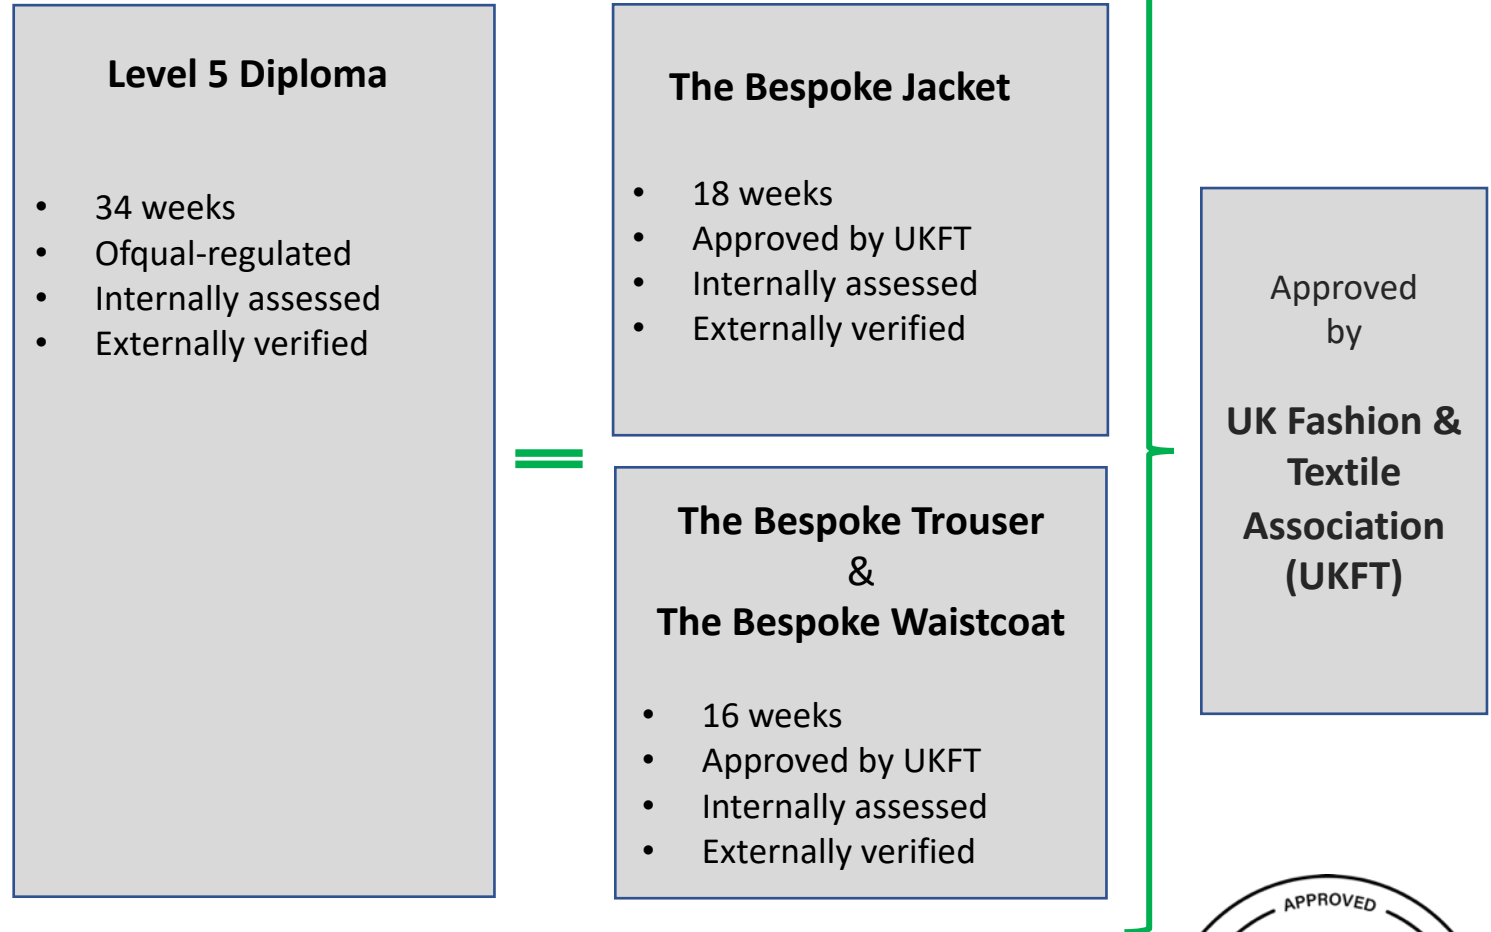 Level 5 Diploma
• 34 weeks
• Ofqual-regulated
• Internally assessed
• Externally verified
The Bespoke Jacket
• 18 weeks
• Approved by UKFT
• Internally assessed
• Externally verified
The Bespoke Trouser
&
The Bespoke Waistcoat
• 16 weeks
• Approved by UKFT
• Internally assessed
• Externally verified
Approved
by
UK Fashion &
Textile
Association
(UKFT)
APPROVED